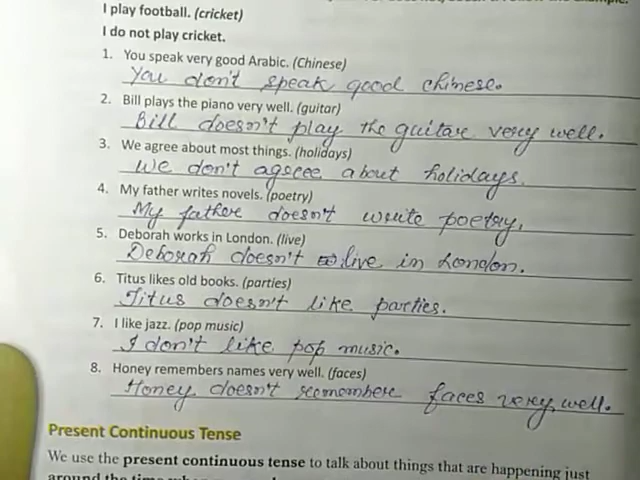 I play football. (cricket)
I do not play cricket.
1. You speak very good Arabic. (Chinese)
You don't speak good chinese.
2. Bill plays the piano very well. (guitar)
Bill doesn't play the guitar very well.
3. We agree about most things. (holidays)
We don't agree about holidays.
4. My father writes novels. (poetry)
My father doesn't write poetry.
5. Deborah works in London. (live)
Deborah doesn't live in London.
6. Titus likes old books. (parties)
Titus doesn't like parties.
7. I like jazz. (pop music)
I don't like pop music.
8. Honey remembers names very well. (faces)
Honey doesn't remember faces very well.
Present Continuous Tense
We use the present continuous tense to talk about things that are happening just
around the time